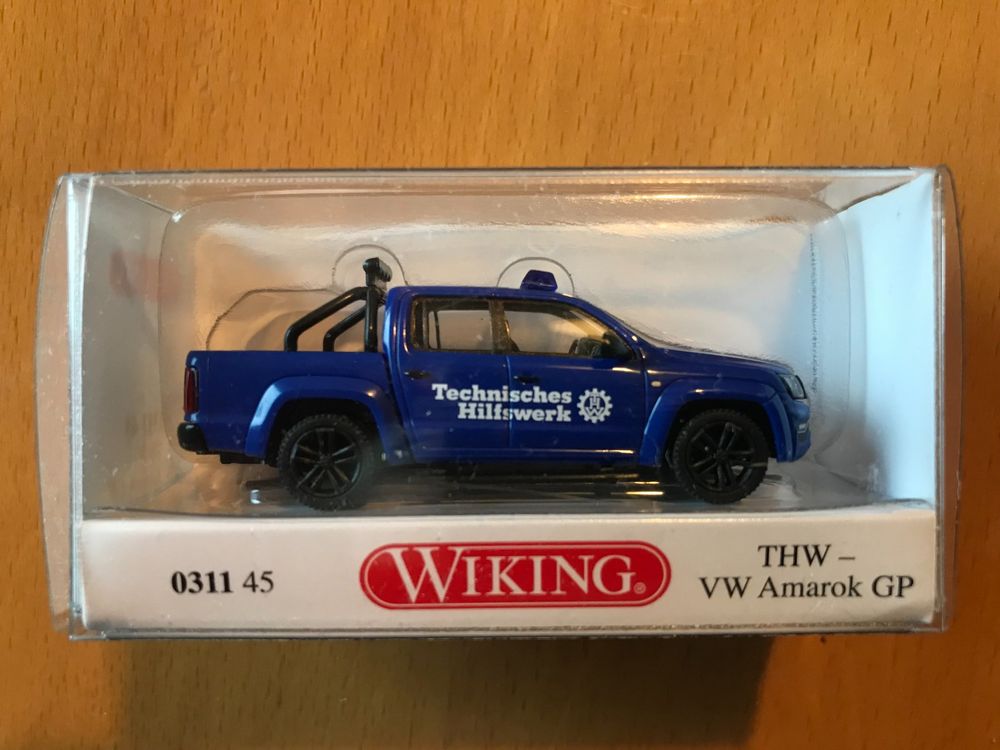 Technisches
Hilfswerk
0311 45
WIKING®
THW –
VW Amarok GP